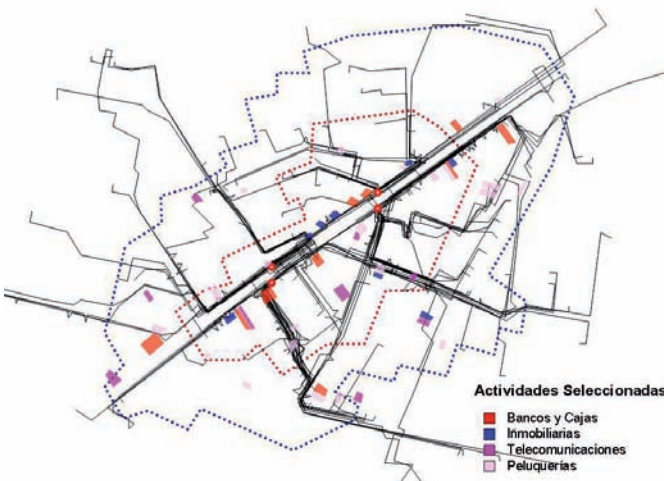 Actividades Seleccionadas
Bancos y Cajas
Inmobiliarias
Telecomunicaciones
Peluquerías